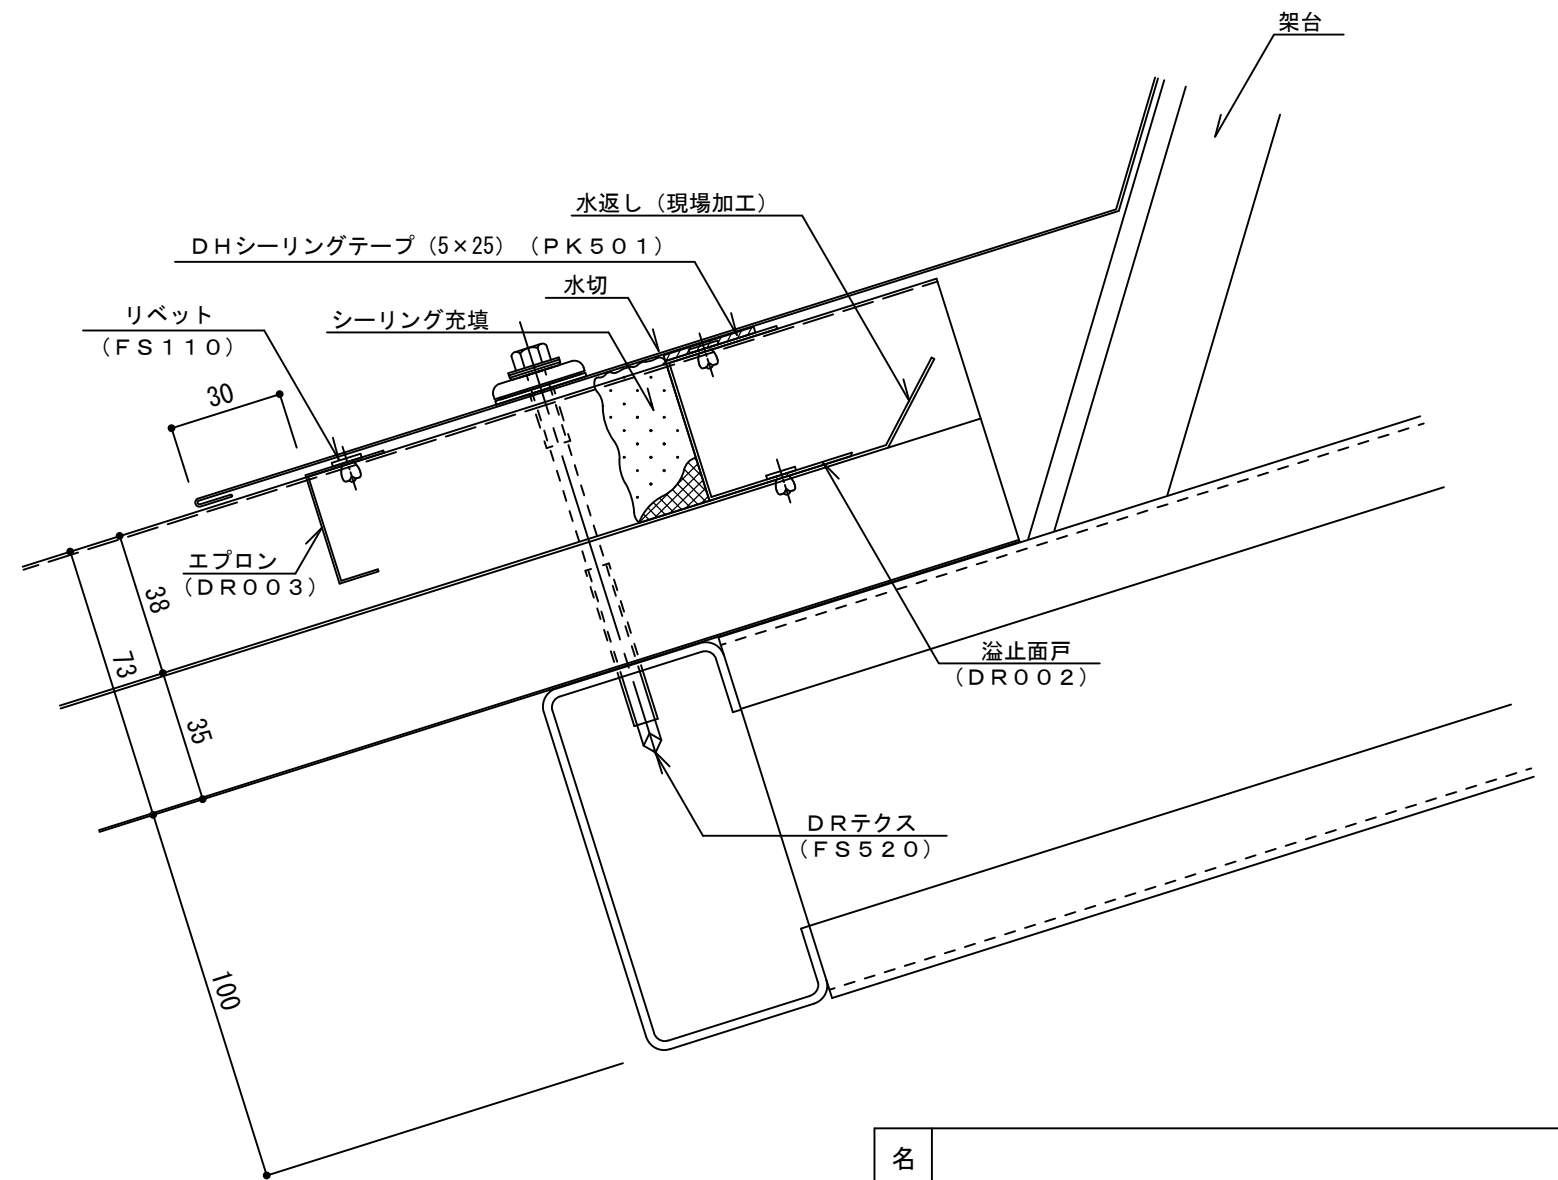 架台
水返し（現場加工）
ＤＨシーリングテープ（5×25）（ＰＫ５０１）
水切
リベット
（ＦＳ１１０）
シーリング充填
30
エプロン
（ＤＲ００３）
38
73
35
溢止面戸
（ＤＲ００２）
ＤＲテクス
（ＦＳ５２０）
100
名